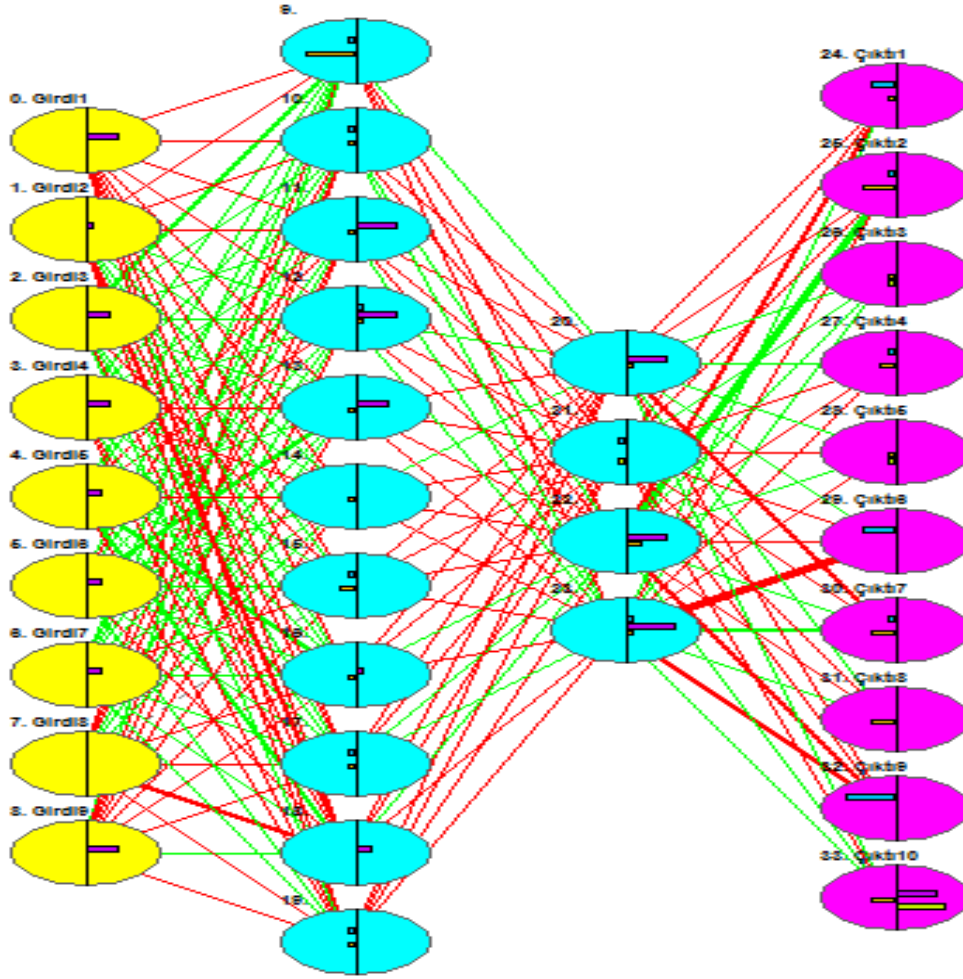 0. Girdi1
1. Girdi2
2. Girdi3
3. Girdi4
4. Girdi5
5. Girdi6
6. Girdi7
7. Girdi8
8. Girdi9
9.
10.
11.
12.
13.
14.
15.
16.
17.
18.
19.
20.
21.
22.
23.
24. Çıktı1
25. Çıktı2
26. Çıktı3
27. Çıktı4
28. Çıktı5
29. Çıktı6
30. Çıktı7
31. Çıktı8
32. Çıktı9
33. Çıktı10